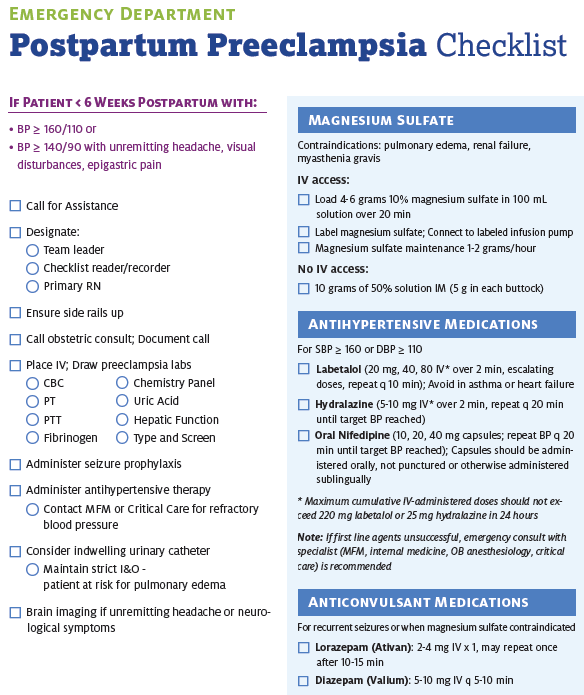 Emergency Department
Postpartum Preeclampsia Checklist
If Patient < 6 Weeks Postpartum with:
• BP ≥ 160/110 or
• BP ≥ 140/90 with unremitting headache, visual
disturbances, epigastric pain
Call for Assistance
Designate:
Team leader
Checklist reader/recorder
Primary RN
Ensure side rails up
Call obstetric consult; Document call
Place IV; Draw preeclampsia labs
CBC
Chemistry Panel
PT
Uric Acid
PTT
Hepatic Function
Fibrinogen
Type and Screen
Administer seizure prophylaxis
Administer antihypertensive therapy
Contact MFM or Critical Care for refractory
blood pressure
Consider indwelling urinary catheter
Maintain strict I&O -
patient at risk for pulmonary edema
Brain imaging if unremitting headache or neuro-
logical symptoms
Magnesium Sulfate
Contraindications: pulmonary edema, renal failure,
myasthenia gravis
IV access:
Load 4-6 grams 10% magnesium sulfate in 100 mL
solution over 20 min
Label magnesium sulfate; Connect to labeled infusion pump
Magnesium sulfate maintenance 1-2 grams/hour
No IV access:
10 grams of 50% solution IM (5 g in each buttock)
Antihypertensive Medications
For SBP ≥ 160 or DBP ≥ 110
Labetalol (20 mg, 40, 80 IV* over 2 min, escalating
doses, repeat q 10 min); Avoid in asthma or heart failure
Hydralazine (5-10 mg IV* over 2 min, repeat q 20 min
until target BP reached)
Oral Nifedipine (10, 20, 40 mg capsules; repeat BP q 20
min until target BP reached); Capsules should be admin-
istered orally, not punctured or otherwise administered
sublingually
* Maximum cumulative IV-administered doses should not ex-
ceed 220 mg labetalol or 25 mg hydralazine in 24 hours
Note: If first line agents unsuccessful, emergency consult with
specialist (MFM, internal medicine, OB anesthesiology, critical
care) is recommended
Anticonvulsant Medications
For recurrent seizures or when magnesium sulfate contraindicated
Lorazepam (Ativan): 2-4 mg IV x 1, may repeat once
after 10-15 min
Diazepam (Valium): 5-10 mg IV q 5-10 min